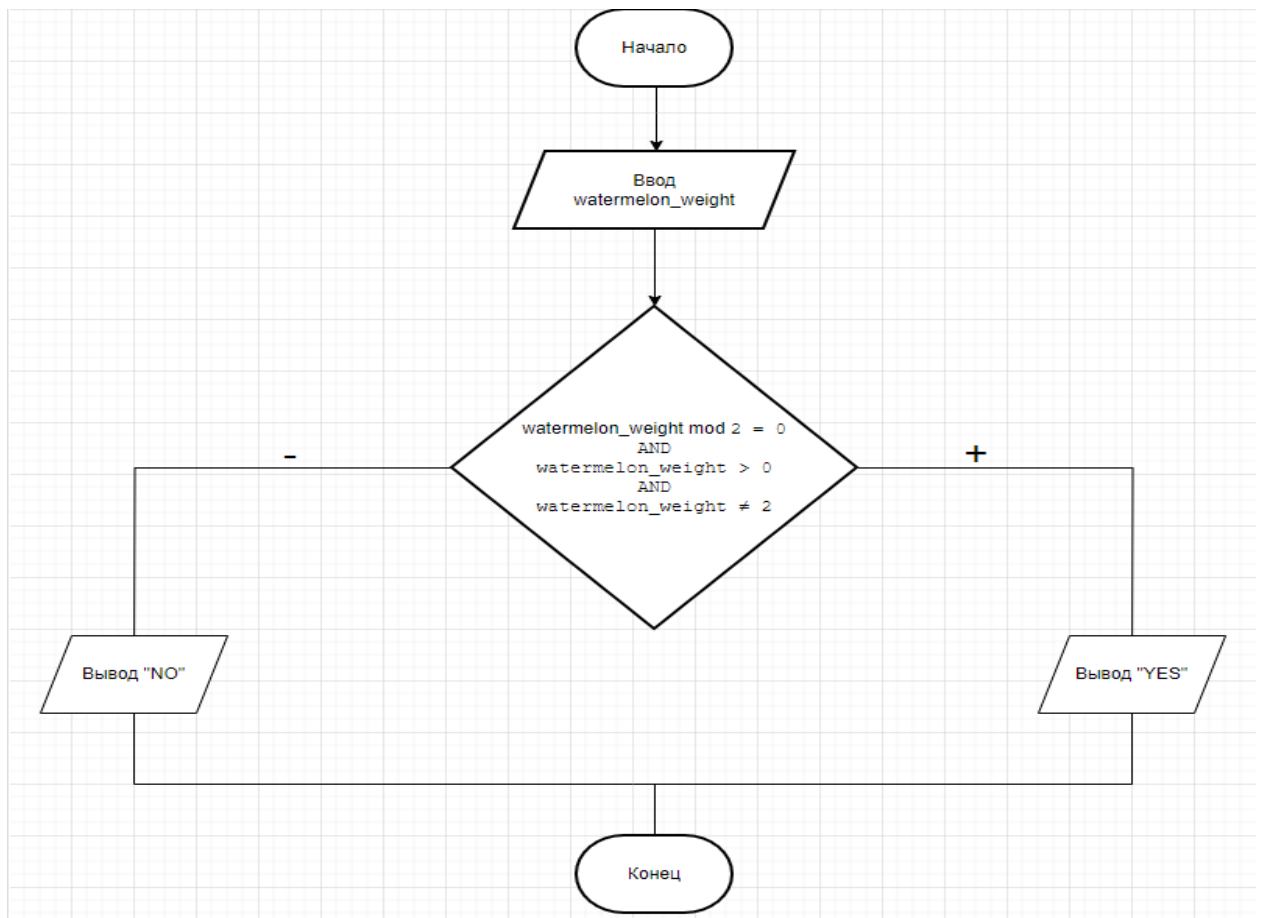 Начало
Ввод
watermelon_weight
watermelon_weight mod 2 = 0
AND
watermelon_weight > 0
AND
watermelon_weight ≠ 2
-
+
Вывод "NO"
Вывод "YES"
Конец